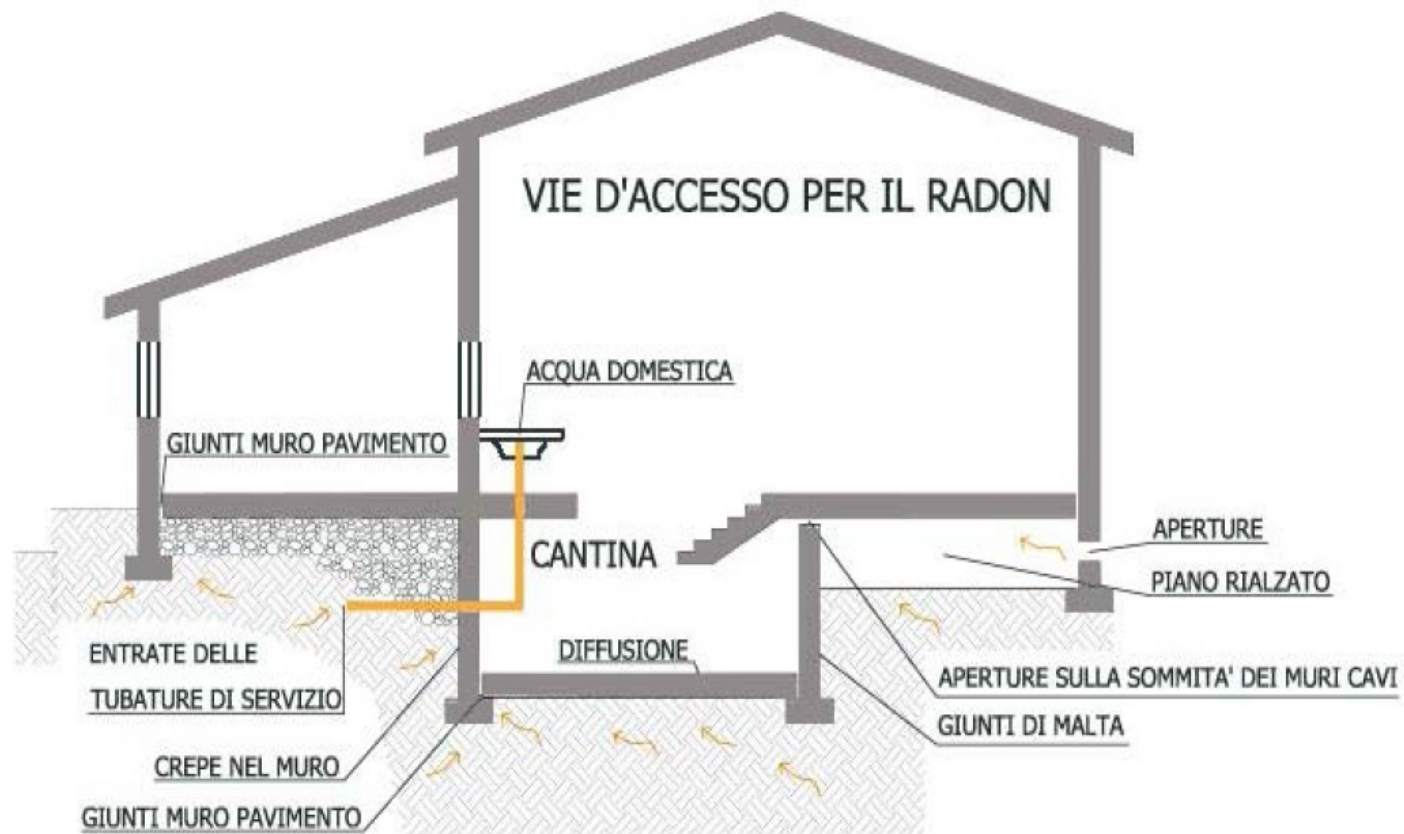 VIE D'ACCESSO PER IL RADON
ACQUA DOMESTICA
GIUNTI MURO PAVIMENTO
CANTINA
APERTURE
PIANO RIALZATO
ENTRATE DELLE
TUBATURE DI SERVIZIO
DIFFUSIONE
APERTURE SULLA SOMMITA' DEI MURI CAVI
GIUNTI DI MALTA
CREPE NEL MURO
GIUNTI MURO PAVIMENTO